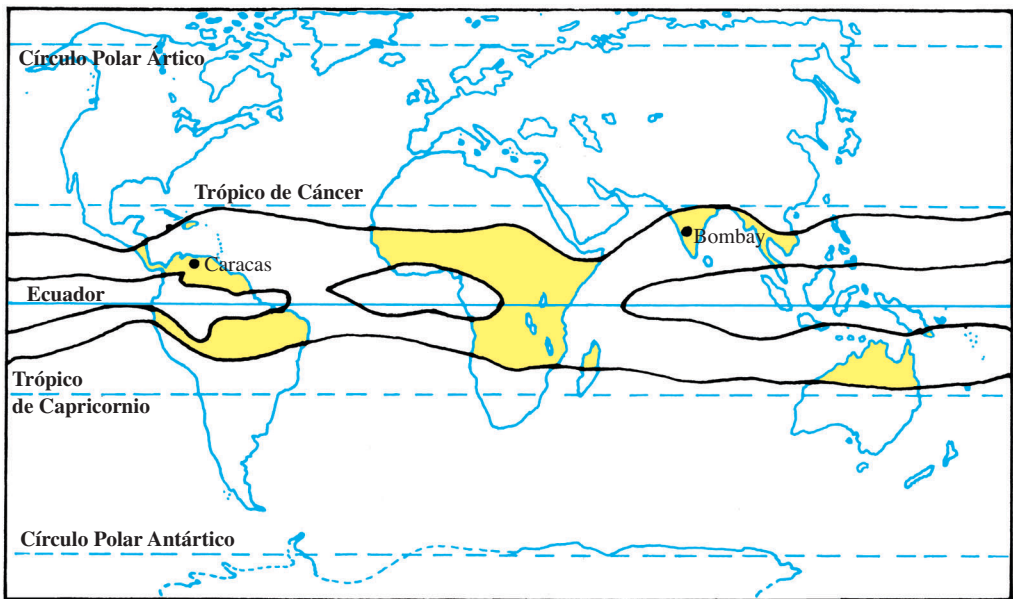 Círculo Polar Ártico
Trópico de Cáncer
Bombay
Caracas
Ecuador
Trópico
de Capricornio
Círculo Polar Antártico